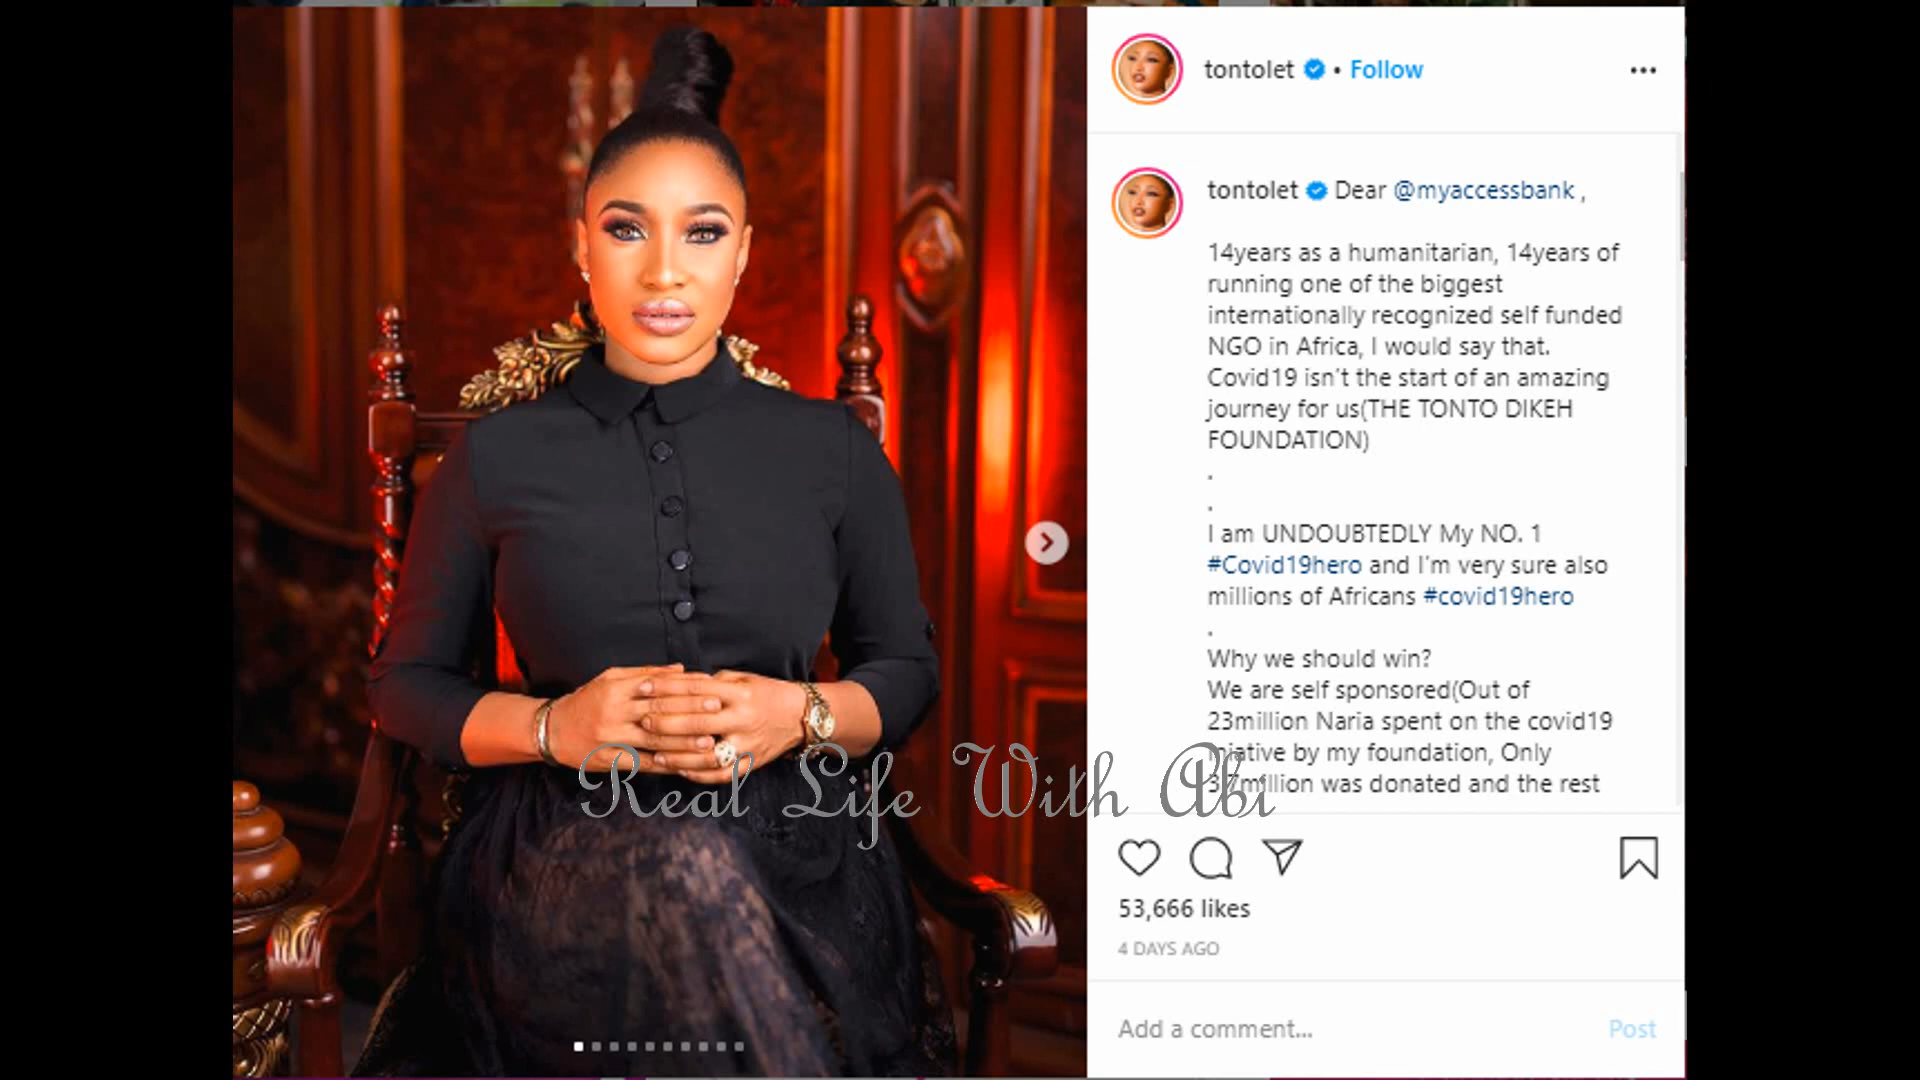 tontolet • Follow
tontolet Dear @myaccessbank ,
14years as a humanitarian, 14years of
running one of the biggest
internationally recognized self funded
NGO in Africa, I would say that.
Covid19 isn't the start of an amazing
journey for us(THE TONTO DIKEH
FOUNDATION)
.
.
I am UNDOUBTEDLY My NO. 1
#Covid19hero and I'm very sure also
millions of Africans #covid19hero
.
Why we should win?
We are self sponsored(Out of
23million Naria spent on the covid19
by my foundation, Only
was donated and the rest
Real Life With Abi
53,666 likes
4 DAYS AGO
Add a comment... Post